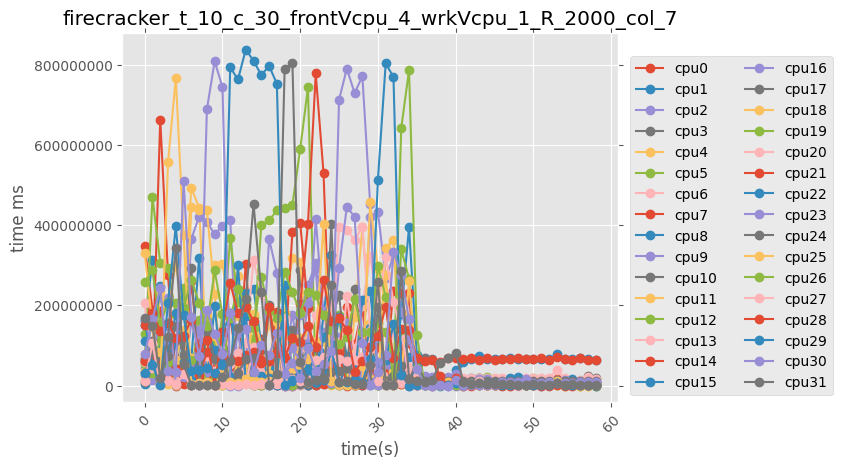 firecracker_t_10_c_30_frontVcpu_4_wrkVcpu_1_R_2000_col_7
time ms
800000000
600000000
400000000
200000000
0
0
10
20
30
40
50
60
time(s)
cpu0
cpu1
cpu2
cpu3
cpu4
cpu5
cpu6
cpu7
cpu8
cpu9
cpu10
cpu11
cpu12
cpu13
cpu14
cpu15
cpu16
cpu17
cpu18
cpu19
cpu20
cpu21
cpu22
cpu23
cpu24
cpu25
cpu26
cpu27
cpu28
cpu29
cpu30
cpu31